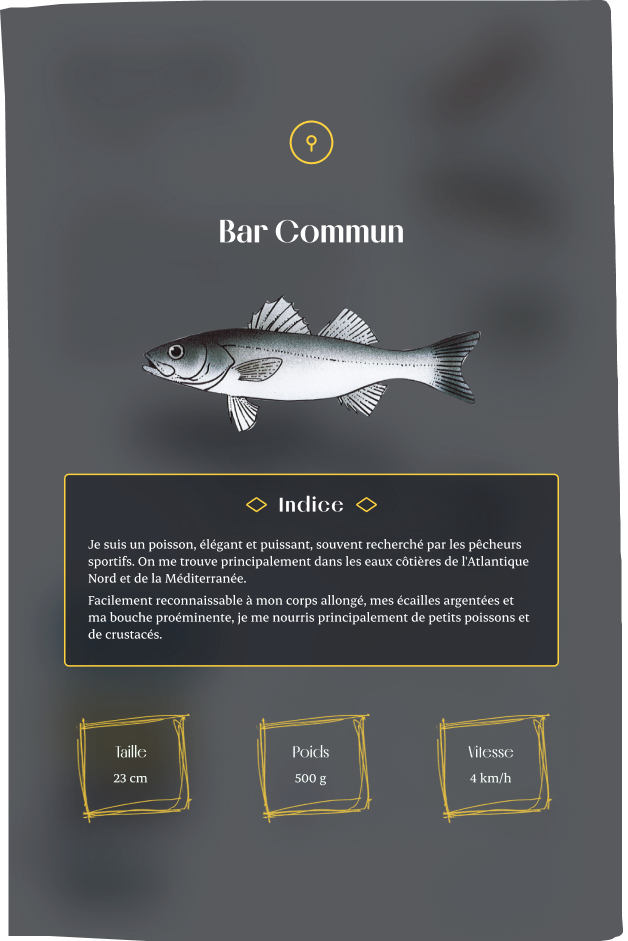 Bar Commun
Indice
Je suis un poisson, élégant et puissant, souvent recherché par les pêcheurs
sportifs. On me trouve principalement dans les eaux côtières de l'Atlantique
Nord et de la Méditerranée.
Facilement reconnaissable à mon corps allongé, mes écailles argentées et
ma bouche proéminente, je me nourris principalement de petits poissons et
de crustacés.
Taille
23 cm
Poids
500 g
Vitesse
4 km/h